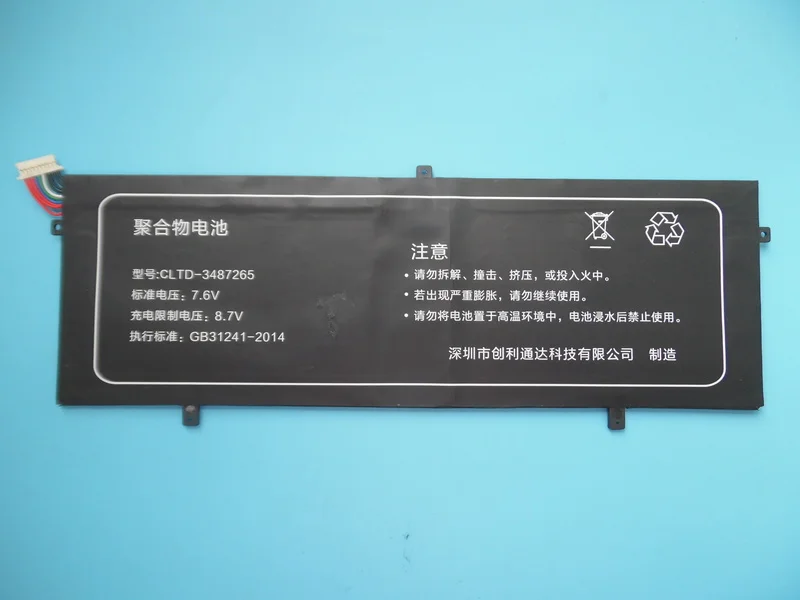 聚合物电池
型号:CLTD-3487265
标准电压: 7.6V
充电限制电压: 8.7V
执行标准: GB31241-2014
注意
• 请勿拆解、撞击、挤压，或投入火中。
• 若出现严重膨胀，请勿继续使用。
• 请勿将电池置于高温环境中，电池浸水后禁止使用。
深圳市创利通达科技有限公司 制造